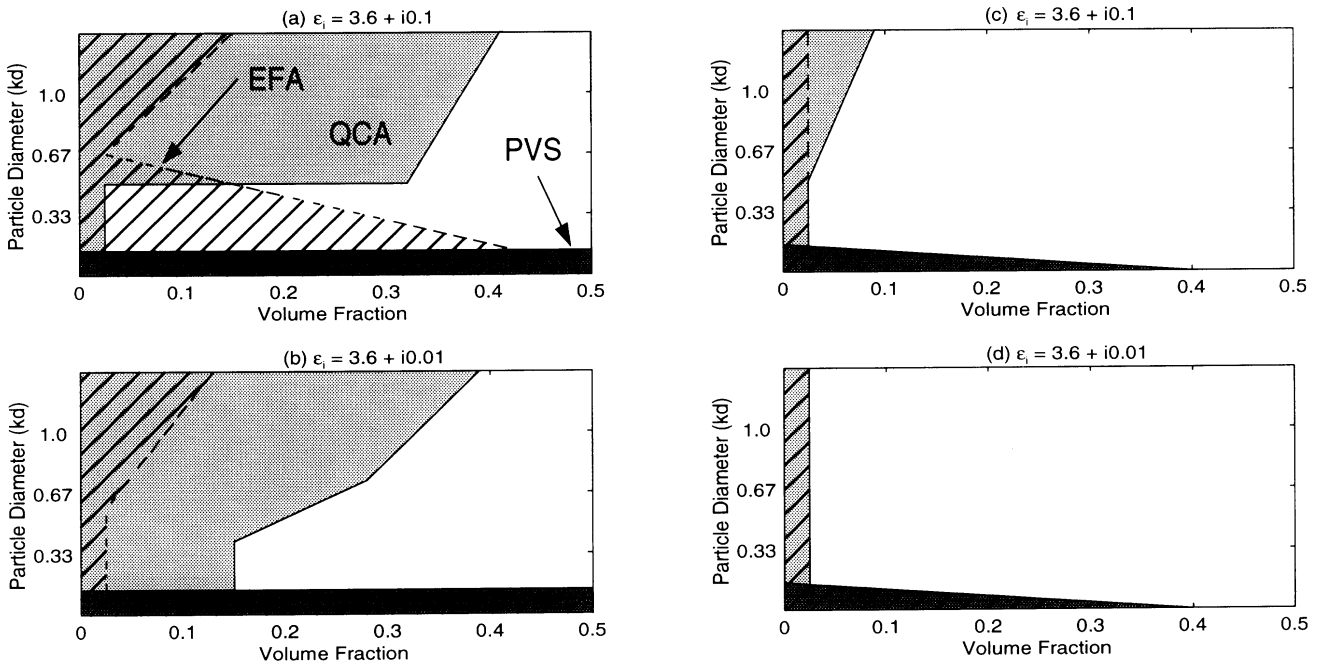 (a) εi = 3.6 + i0.1
Particle Diameter (kd)
1.0
0.67
0.33
EFA
QCA
PVS
0 0.1 0.2 0.3 0.4 0.5
Volume Fraction
(c) εi = 3.6 + i0.1
Particle Diameter (kd)
1.0
0.67
0.33
0 0.1 0.2 0.3 0.4 0.5
Volume Fraction
(b) εi = 3.6 + i0.01
Particle Diameter (kd)
1.0
0.67
0.33
0 0.1 0.2 0.3 0.4 0.5
Volume Fraction
(d) εi = 3.6 + i0.01
Particle Diameter (kd)
1.0
0.67
0.33
0 0.1 0.2 0.3 0.4 0.5
Volume Fraction